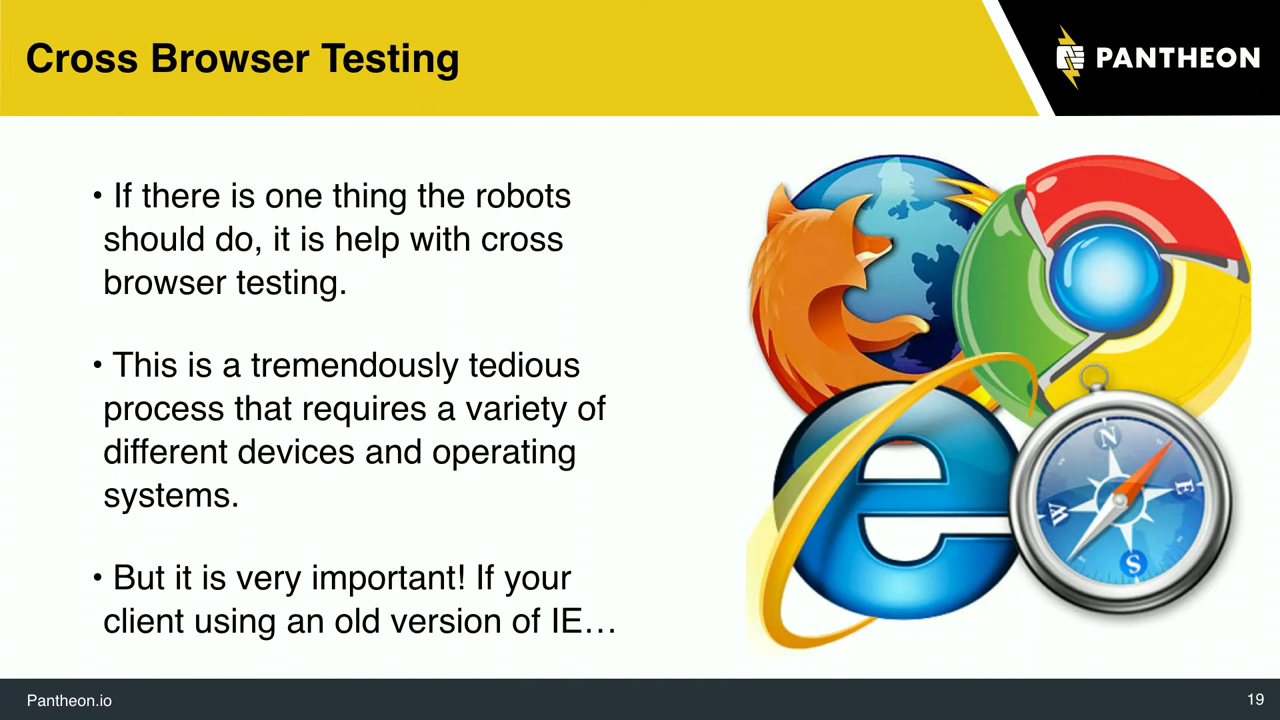 Cross Browser Testing
PANTHEON
• If there is one thing the robots
should do, it is help with cross
browser testing.
• This is a tremendously tedious
process that requires a variety of
different devices and operating
systems.
• But it is very important! If your
client using an old version of IE…
N
E
W
S
Pantheon.io
19